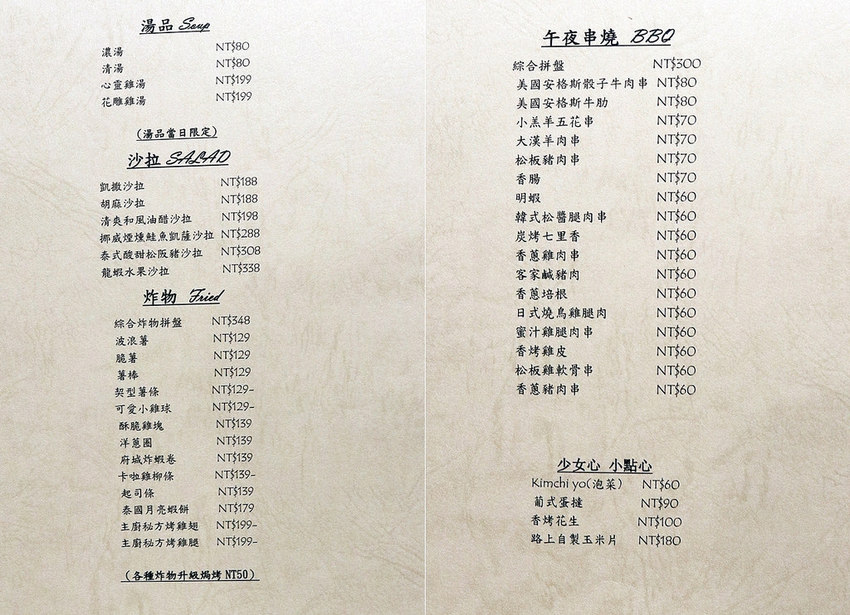 湯品 Soup
濃湯 NT$80
清湯 NT$80
心靈雞湯 NT$199
花雕雞湯 NT$199
(湯品當日限定)
沙拉 SALAD
凱撒沙拉 NT$188
胡麻沙拉 NT$188
清爽和風油醋沙拉 NT$198
挪威煙燻鮭魚凱薩沙拉 NT$288
泰式酸甜松阪豬沙拉 NT$308
龍蝦水果沙拉 NT$338
炸物 Fried
綜合炸物拼盤 NT$348
波浪薯 NT$129
脆薯 NT$129
薯棒 NT$129
契型薯條 NT$129-
可愛小雞球 NT$129-
酥脆雞塊 NT$139
洋蔥圈 NT$139
府城炸蝦卷 NT$139
卡啦雞柳條 NT$139-
起司條 NT$139
泰國月亮蝦餅 NT$179
主廚祕方烤雞翅 NT$199-
主廚祕方烤雞腿 NT$199-
(各種炸物升級焗烤 NT50)
午夜串燒 BBQ
綜合拼盤 NT$300
美國安格斯骰子牛肉串 NT$80
美國安格斯牛肋 NT$80
小羔羊五花串 NT$70
大漢羊肉串 NT$70
松板豬肉串 NT$70
香腸 NT$70
明蝦 NT$60
韓式松醬腿肉串 NT$60
炭烤七里香 NT$60
香蔥雞肉串 NT$60
客家鹹豬肉 NT$60
香蔥培根 NT$60
日式燒鳥雞腿肉 NT$60
蜜汁雞腿肉串 NT$60
香烤雞皮 NT$60
松板雞軟骨串 NT$60
香蔥豬肉串 NT$60
少女心 小點心
Kimchi yo(泡菜) NT$60
葡式蛋撻 NT$90
香烤花生 NT$100
路上自製玉米片 NT$180